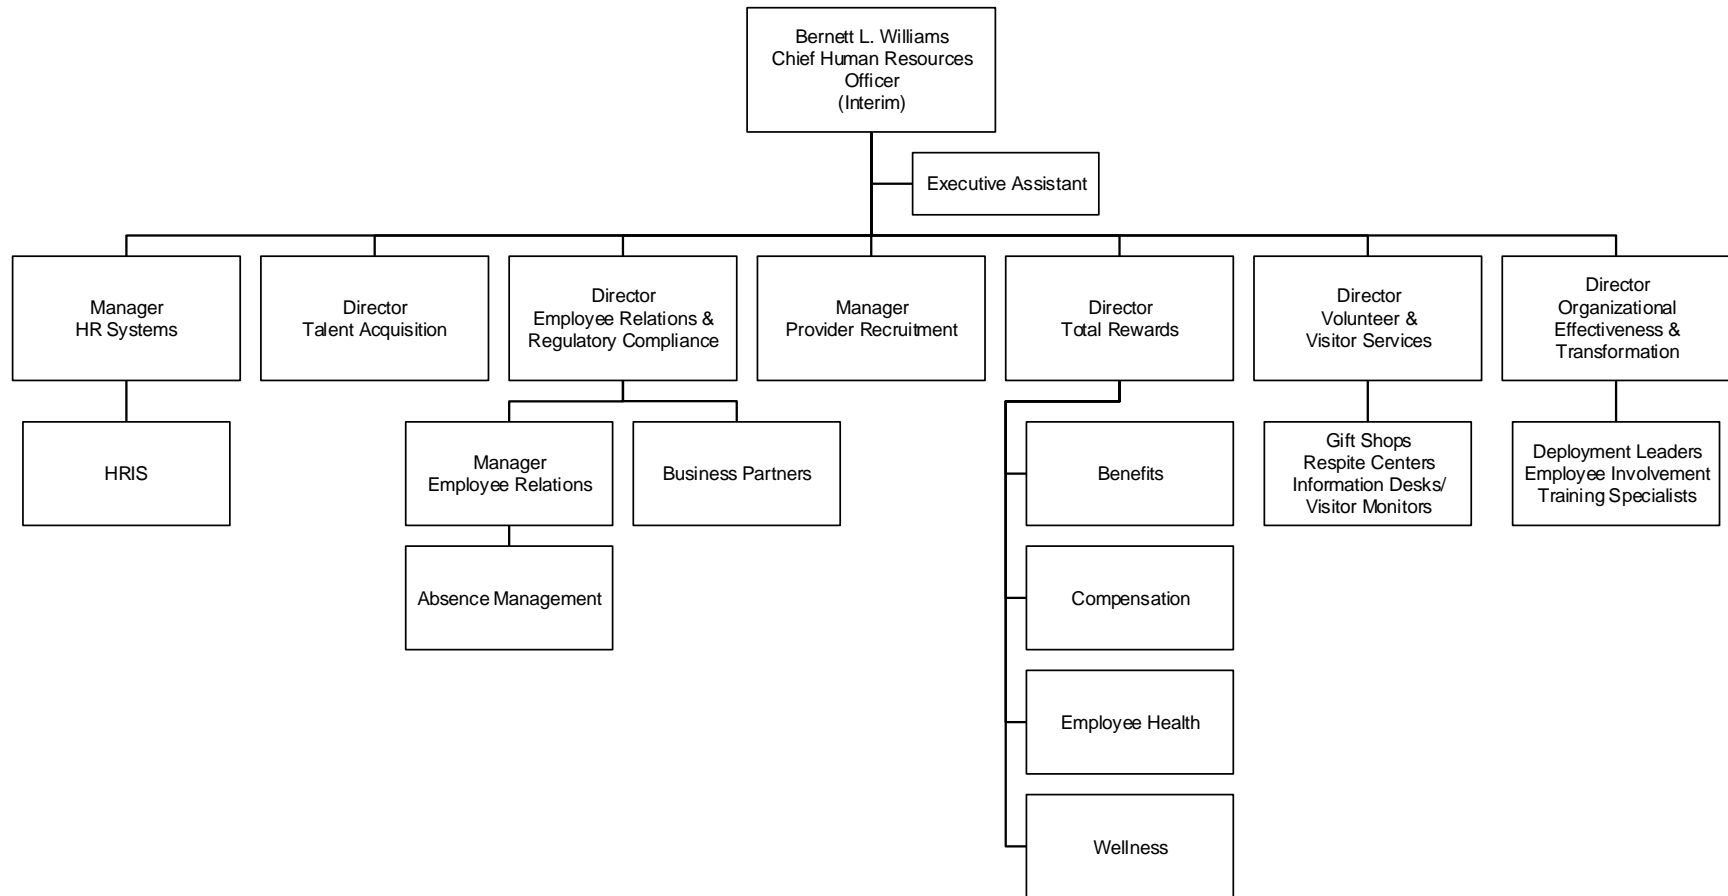 Bernett L. Williams
Chief Human Resources
Officer
(Interim)
Executive Assistant
Manager
HR Systems
Director
Talent Acquisition
Director
Employee Relations &
Regulatory Compliance
Manager
Provider Recruitment
Director
Total Rewards
Director
Volunteer &
Visitor Services
Director
Organizational
Effectiveness &
Transformation
HRIS
Manager
Employee Relations
Business Partners
Benefits
Gift Shops
Respite Centers
Information Desks/
Visitor Monitors
Deployment Leaders
Employee Involvement
Training Specialists
Absence Management
Compensation
Employee Health
Wellness